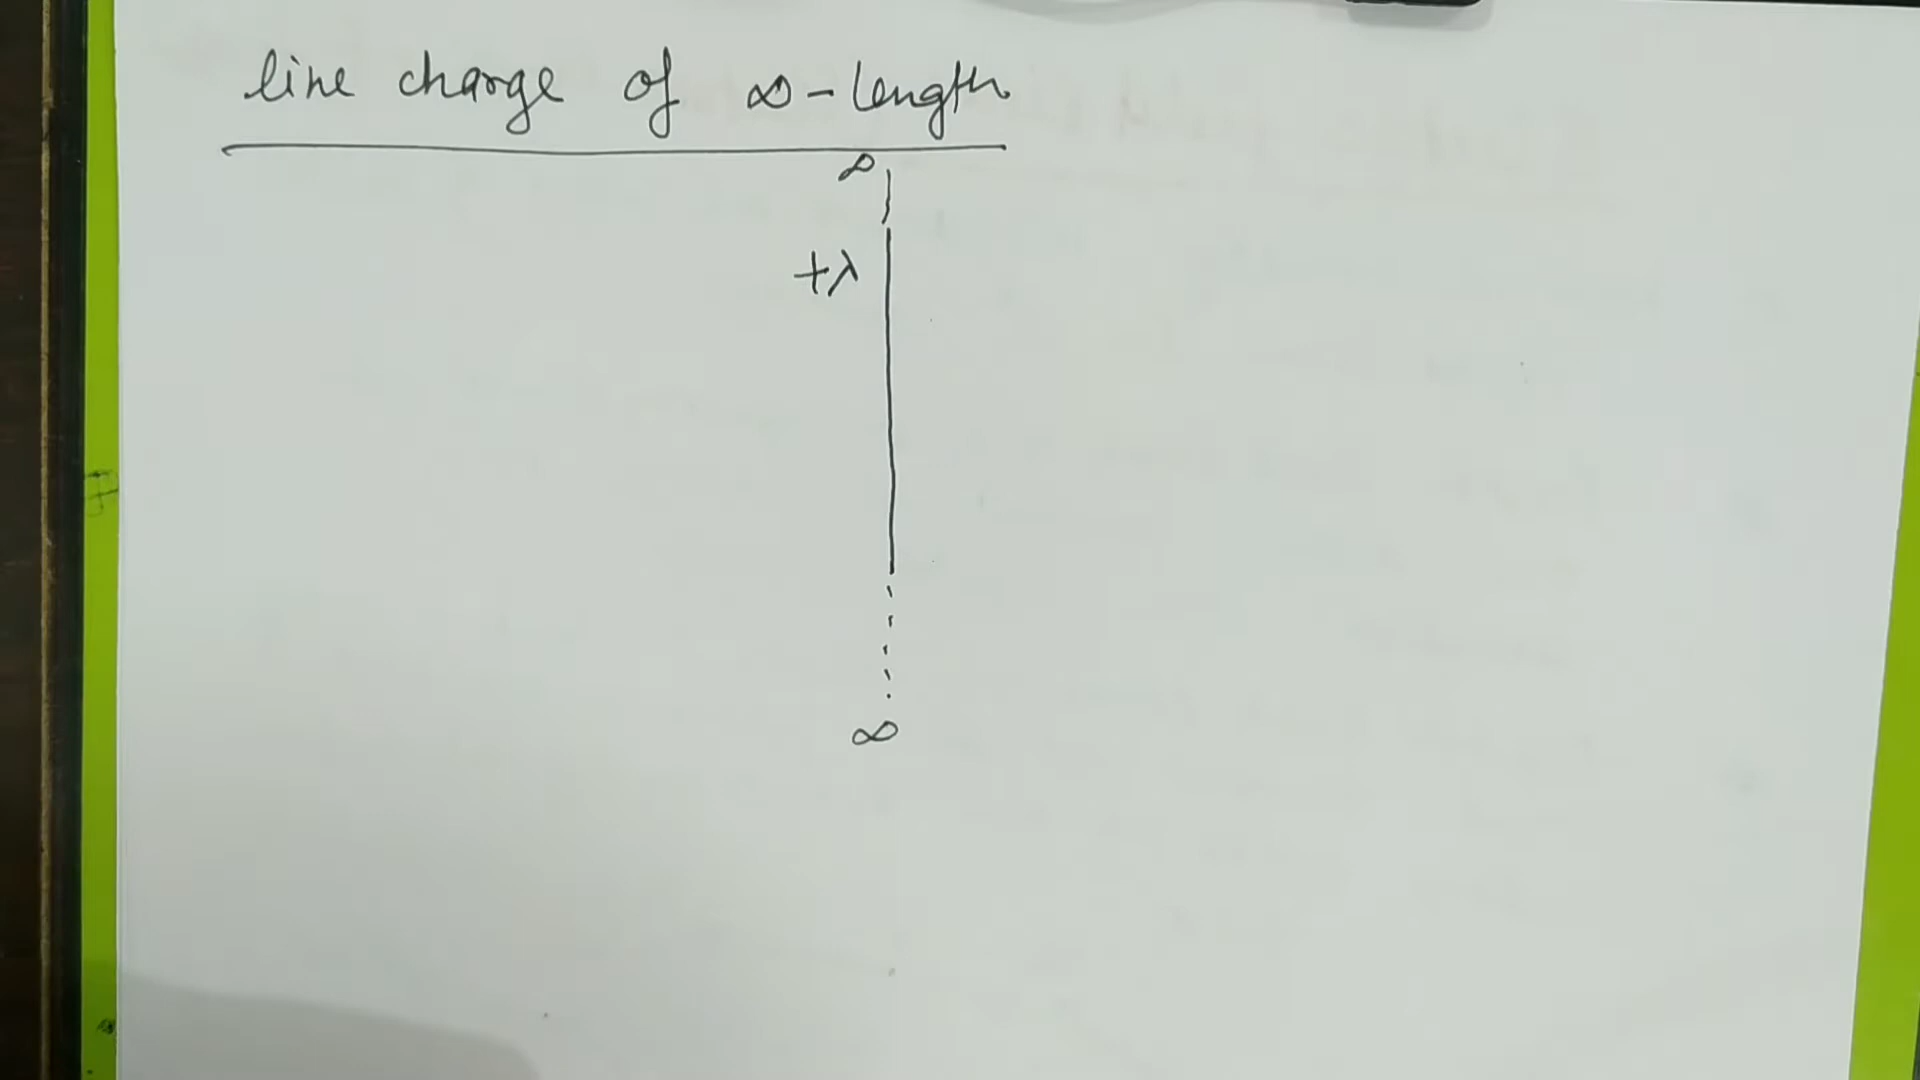 line charge of ∞-length
∞
+λ
∞